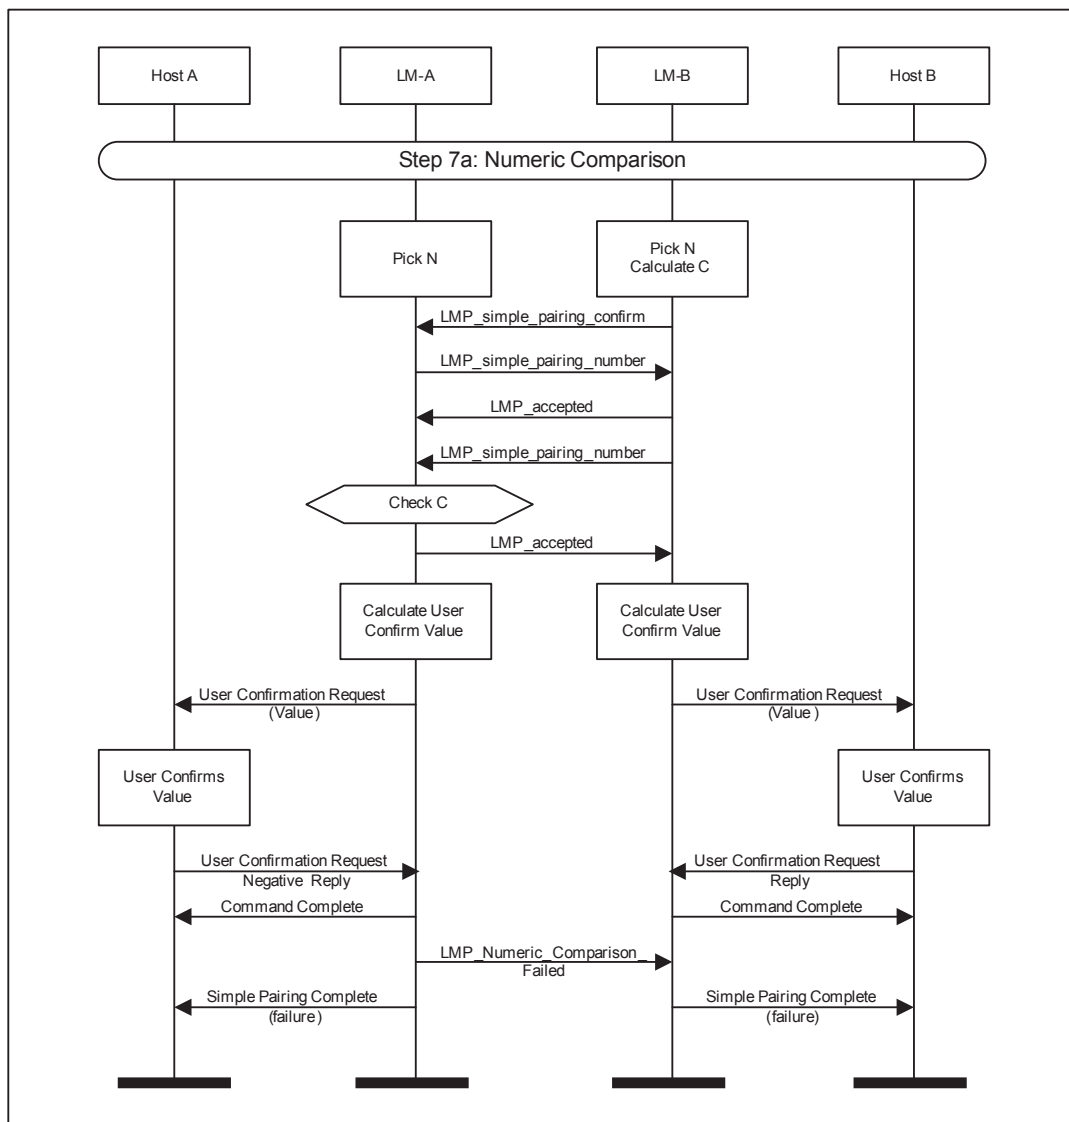 Host A
LM-A
LM-B
Host B
Step 7a: Numeric Comparison
Pick N
Pick N
Calculate C
LMP_simple_pairing_confirm
LMP_simple_pairing_number
LMP_accepted
LMP_simple_pairing_number
Check C
LMP_accepted
Calculate User
Confirm Value
Calculate User
Confirm Value
User Confirmation Request
(Value)
User Confirmation Request
(Value)
User Confirms
Value
User Confirms
Value
User Confirmation Request
Negative Reply
User Confirmation Request
Reply
Command Complete
Command Complete
LMP_Numeric_Comparison_
Failed
Simple Pairing Complete
(failure)
Simple Pairing Complete
(failure)